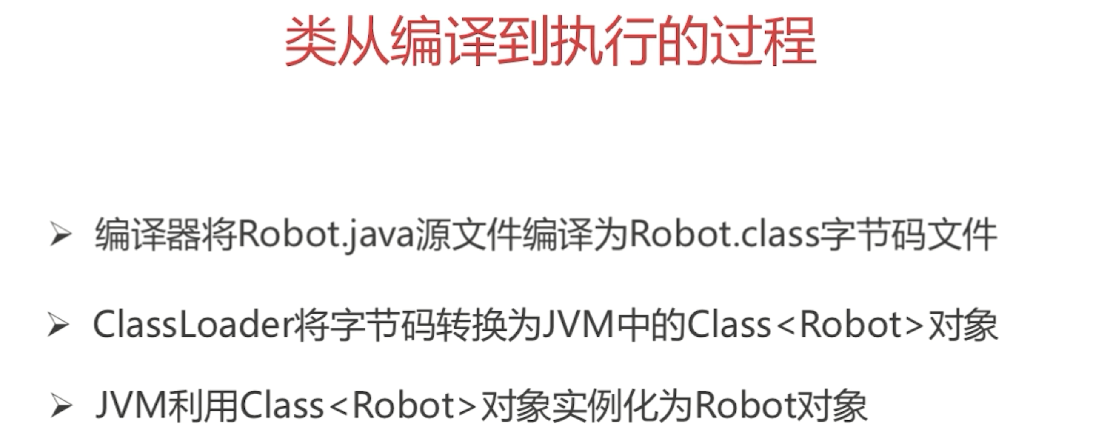 类从编译到执行的过程
➢ 编译器将Robot.java源文件编译为Robot.class字节码文件
➢ ClassLoader将字节码转换为JVM中的Class<Robot>对象
➢ JVM利用Class<Robot>对象实例化为Robot对象